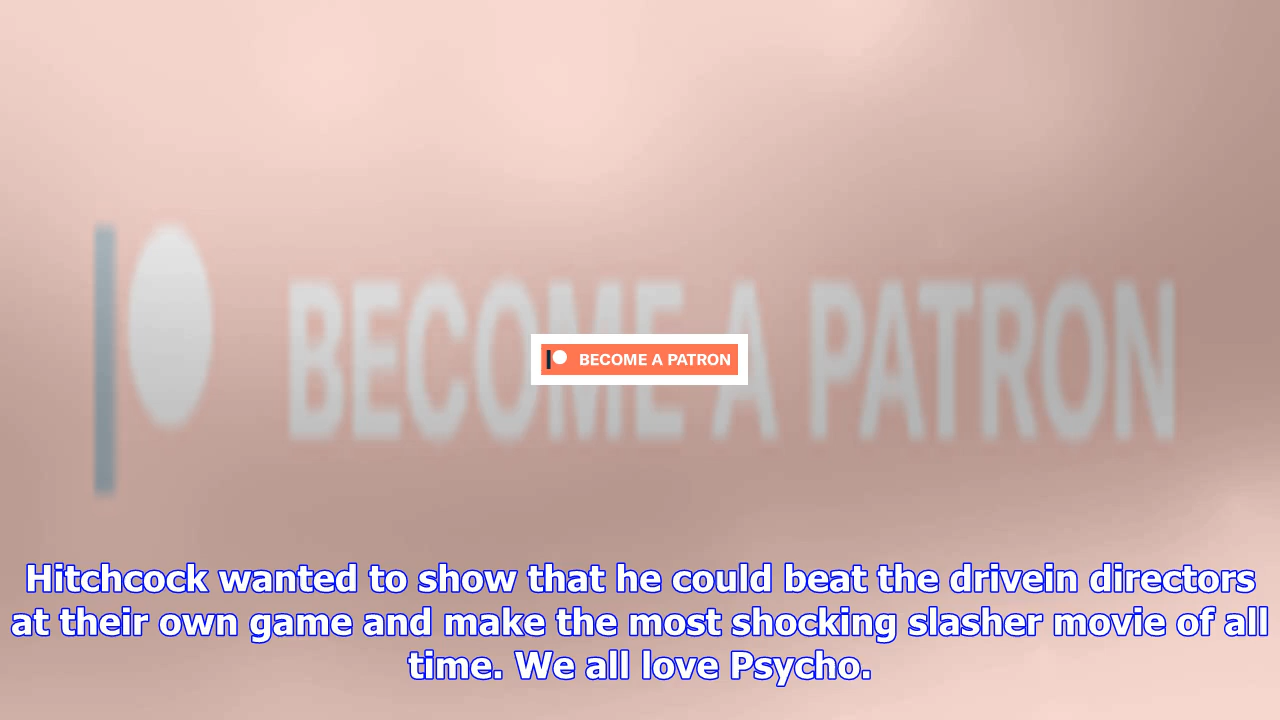 BECOME A PATRON
BECOME A PATRON
Hitchcock wanted to show that he could beat the drivein directors
at their own game and make the most shocking slasher movie of all
time. We all love Psycho.